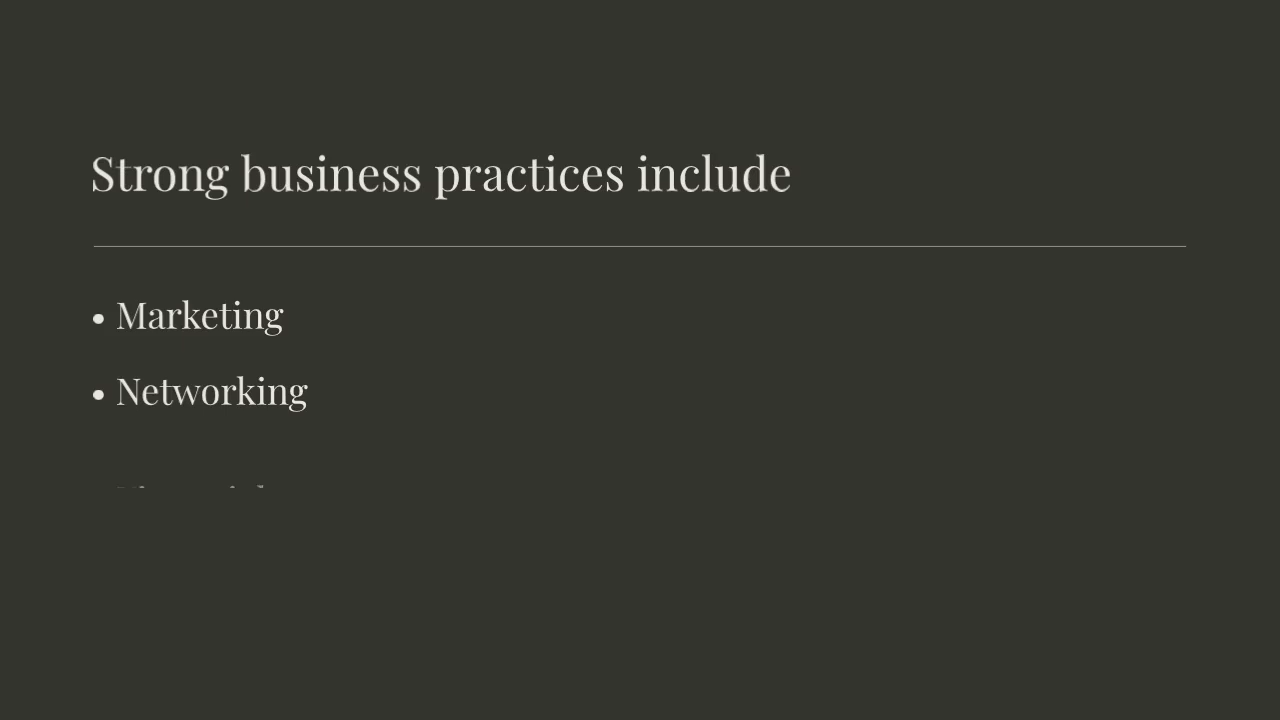 Strong business practices include
• Marketing
• Networking